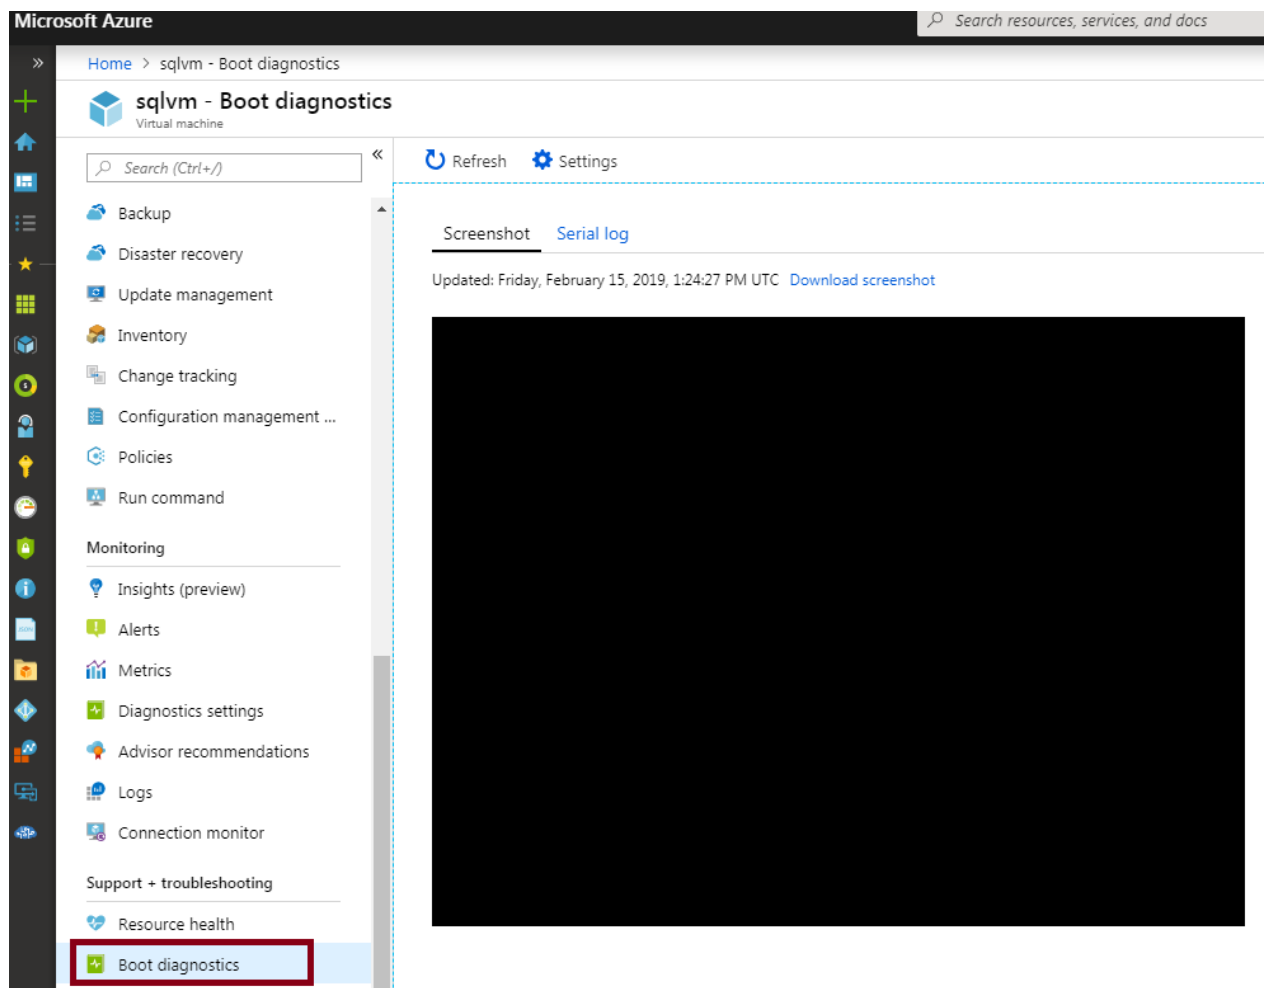 Microsoft Azure
Search resources, services, and docs
Home > sqlvm - Boot diagnostics
sqlvm - Boot diagnostics
Virtual machine
Search (Ctrl+/)
Backup
Disaster recovery
Update management
Inventory
Change tracking
Configuration management ...
Policies
Run command
Monitoring
Insights (preview)
Alerts
Metrics
Diagnostics settings
Advisor recommendations
Logs
Connection monitor
Support + troubleshooting
Resource health
Boot diagnostics
Refresh Settings
Screenshot Serial log
Updated: Friday, February 15, 2019, 1:24:27 PM UTC Download screenshot